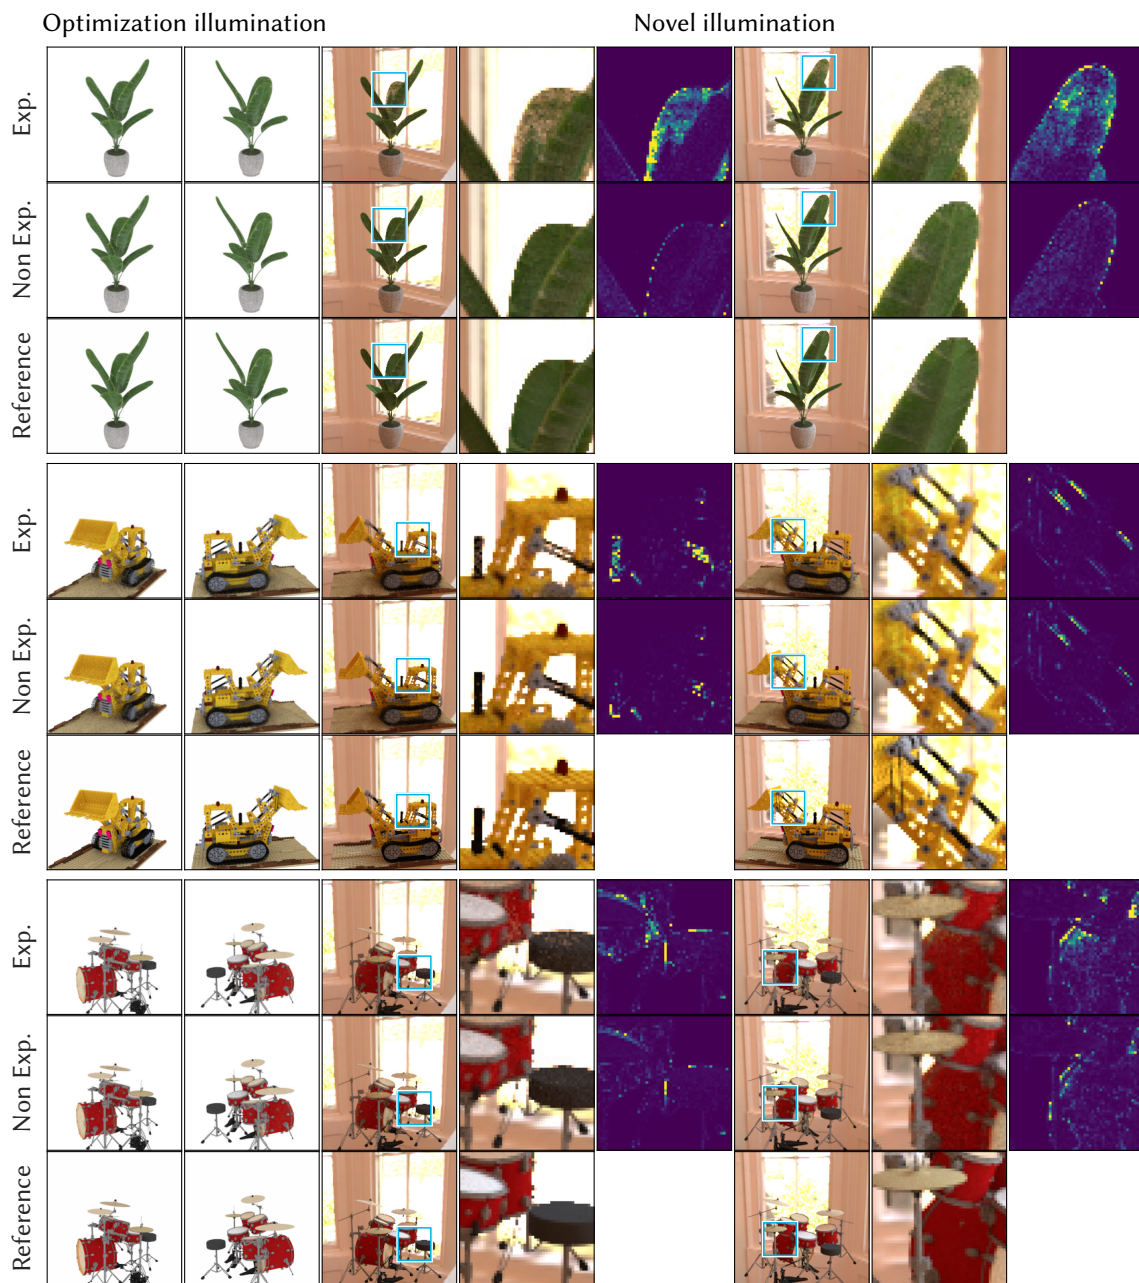 Optimization illumination
Novel illumination
Exp.
Non Exp.
Reference
Exp.
Non Exp.
Reference
Exp.
Non Exp.
Reference